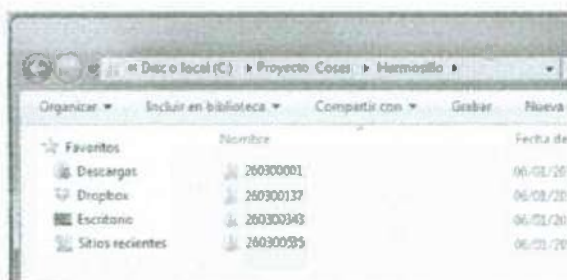 Disco local (C:) ▸ Proyecto Coses ▸ Hermosillo ▸
Organizar Incluir en biblioteca Compartir con Grabar Nueva
Favoritos Nombre Fecha de
Descargas 260300001
Dropbox 260300137
Escritorio 260300343
Sitios recientes